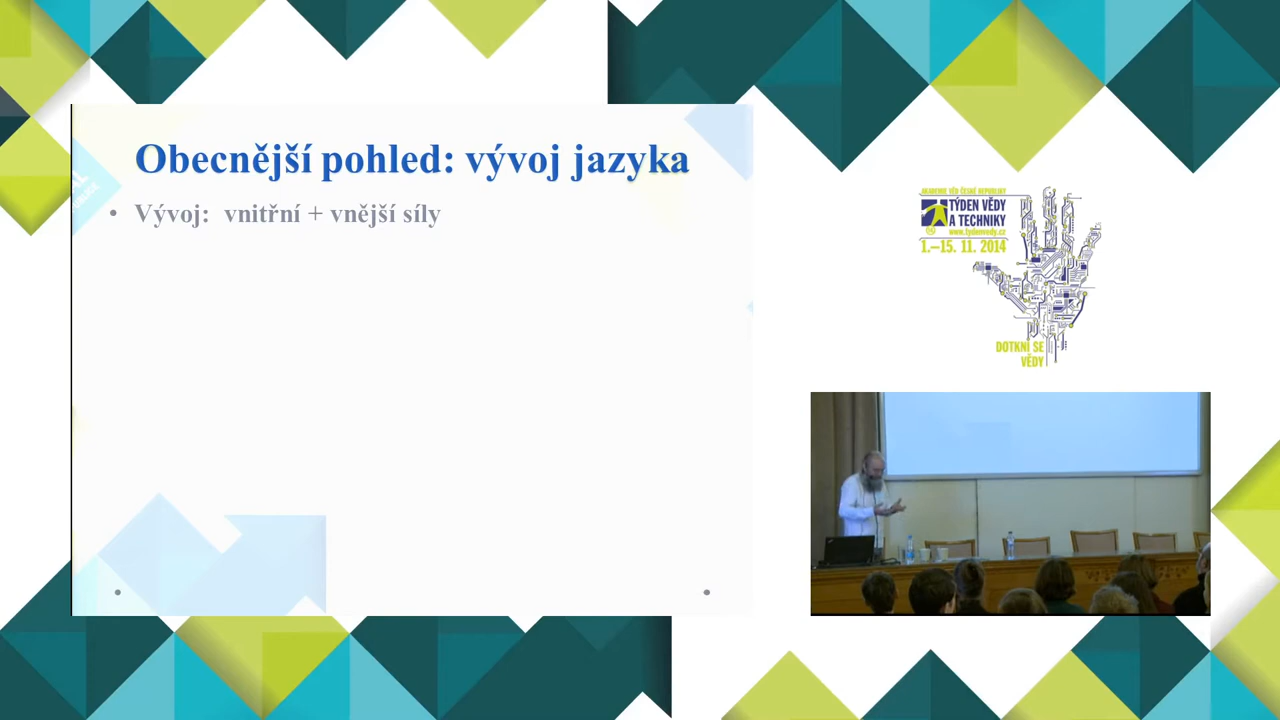 Obecnější pohled: vývoj jazyka
• Vývoj: vnitřní + vnější síly
AKADEMIE VĚD ČESKÉ REPUBLIKY
TÝDEN VĚDY
A TECHNIKY
www.tydenvedy.cz
1.–15. 11. 2014
DOTKNI SE
VĚDY